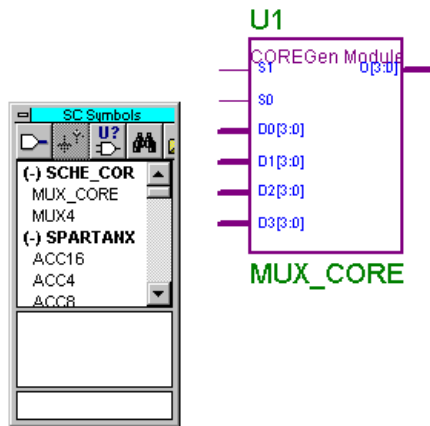 U1
COREGen Module
S1
O[3:0]
S0
D0[3:0]
D1[3:0]
D2[3:0]
D3[3:0]
MUX_CORE
SC Symbols
U?
(-) SCHE_COR
MUX_CORE
MUX4
(-) SPARTANX
ACC16
ACC4
ACC8